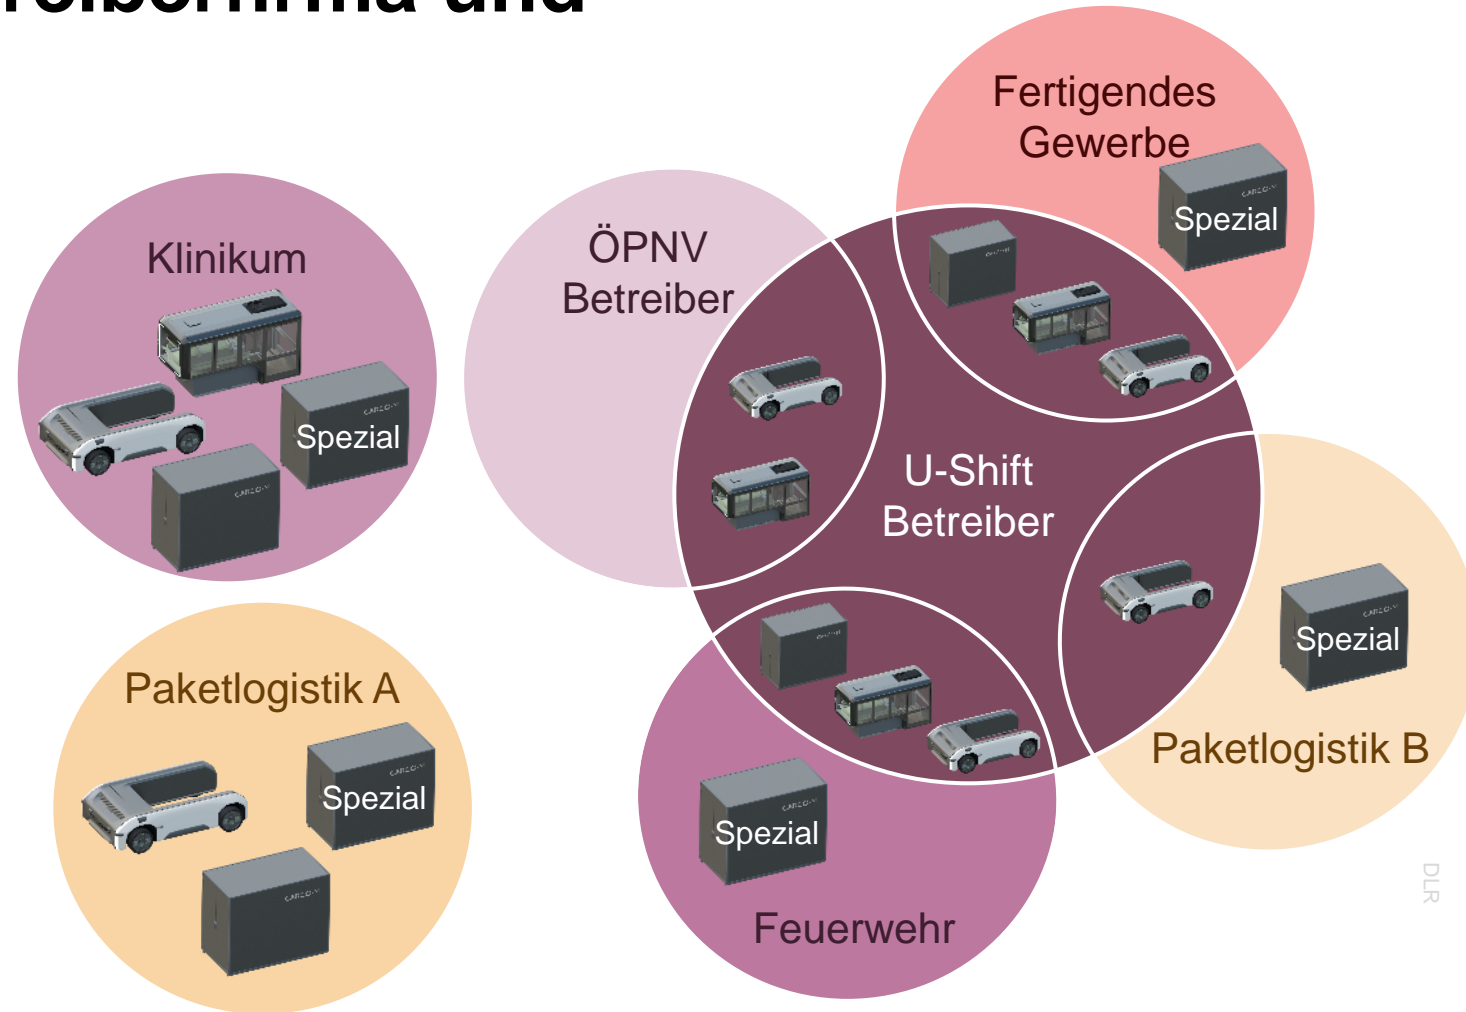 Fertigendes
Gewerbe
Spezial
Klinikum
ÖPNV
Betreiber
Spezial
U-Shift
Betreiber
Spezial
Paketlogistik A
Paketlogistik B
Spezial
Spezial
Feuerwehr
DLR